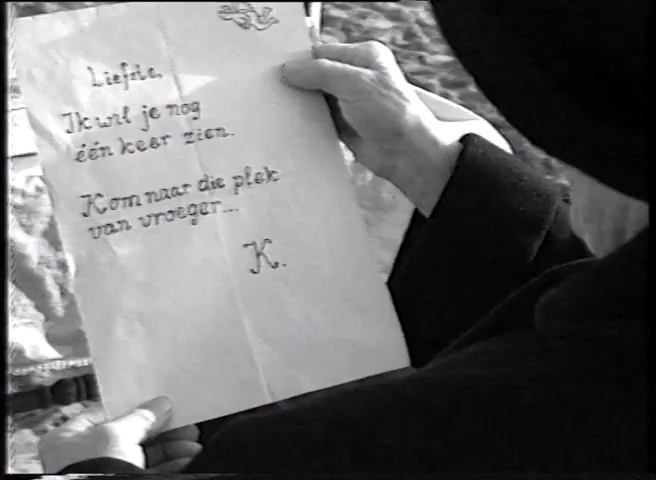 Liefste,
Ik wil je nog
één keer zien.
Kom naar die plek
van vroeger...
K.